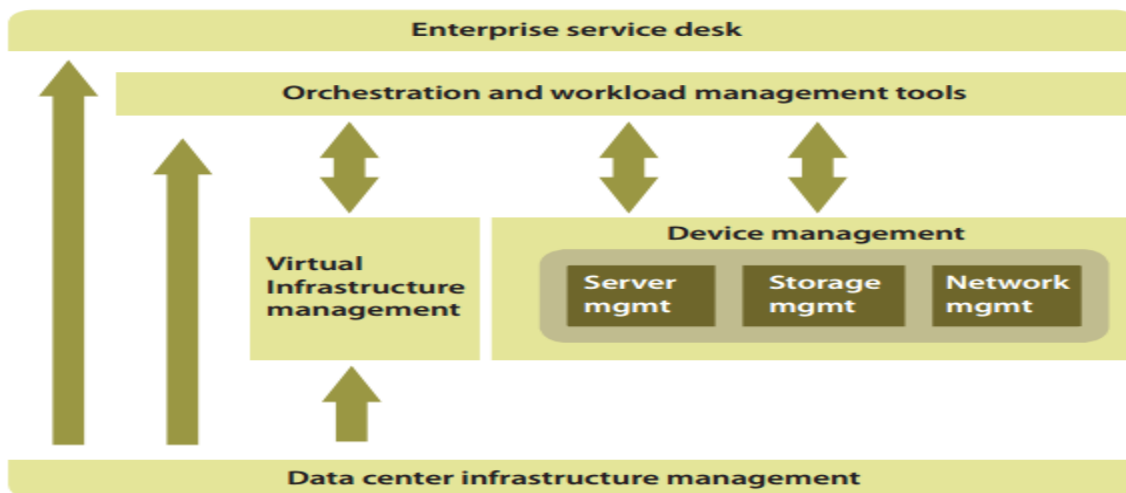 Enterprise service desk
Orchestration and workload management tools
Virtual
Infrastructure
management
Device management
Server
mgmt
Storage
mgmt
Network
mgmt
Data center infrastructure management